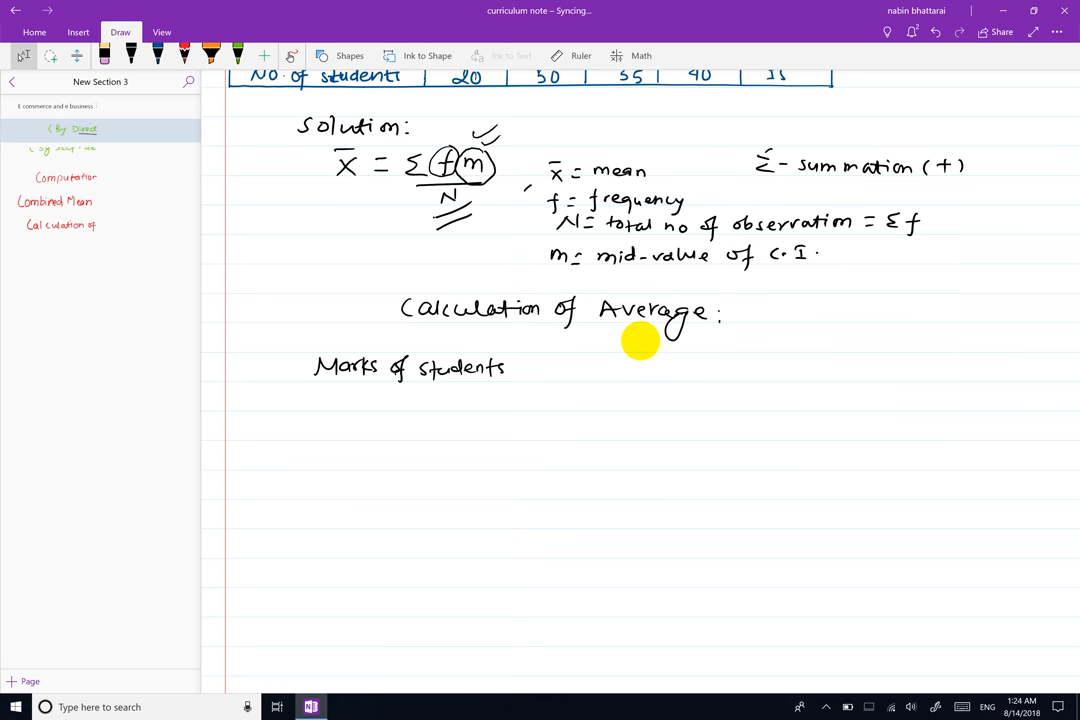 curriculum note – Syncing...
nabin bhattarai
Home Insert Draw View
Share
Shapes Ink to Shape Ink to Text Ruler Math
New Section 3
E commerce and e business
(By Direct
Computation
Combined Mean
Calculation of
No. of students 20 50 35 40 15
Solution:
x̄ = Σfm / N
x̄ = mean
f = frequency
N = total no of observation = Σf
m = mid-value of C.I.
Σ - summation (+)
Calculation of Average:
Marks of students
+ Page
Type here to search
ENG
1:24 AM
8/14/2018
2